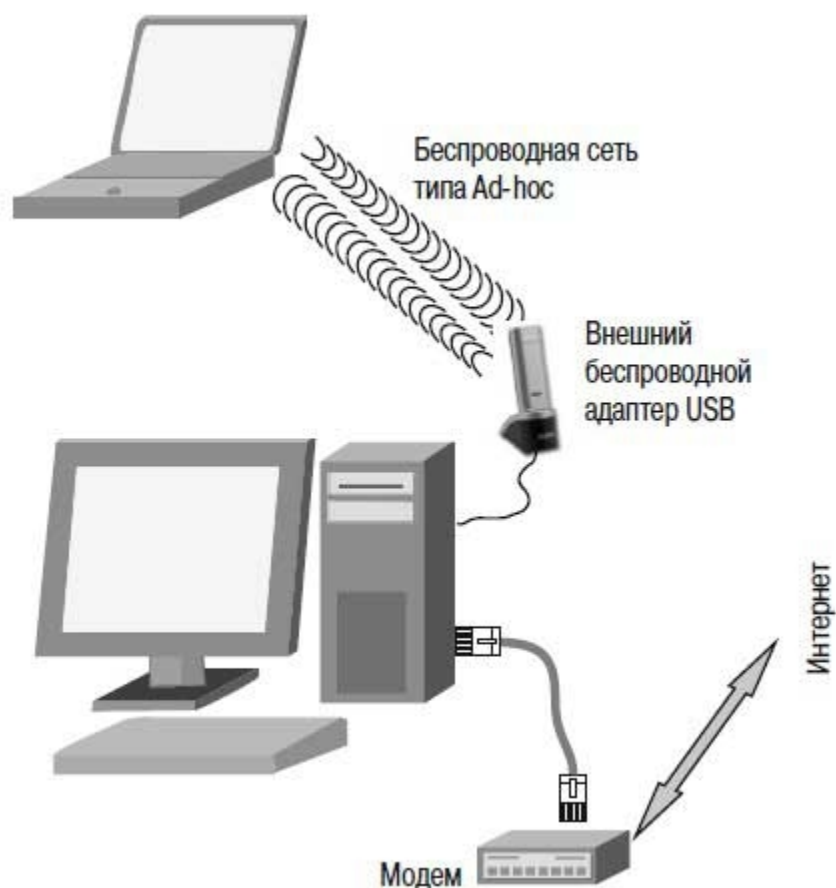 Беспроводная сеть
типа Ad-hoc
Внешний
беспроводной
адаптер USB
Интернет
Модем